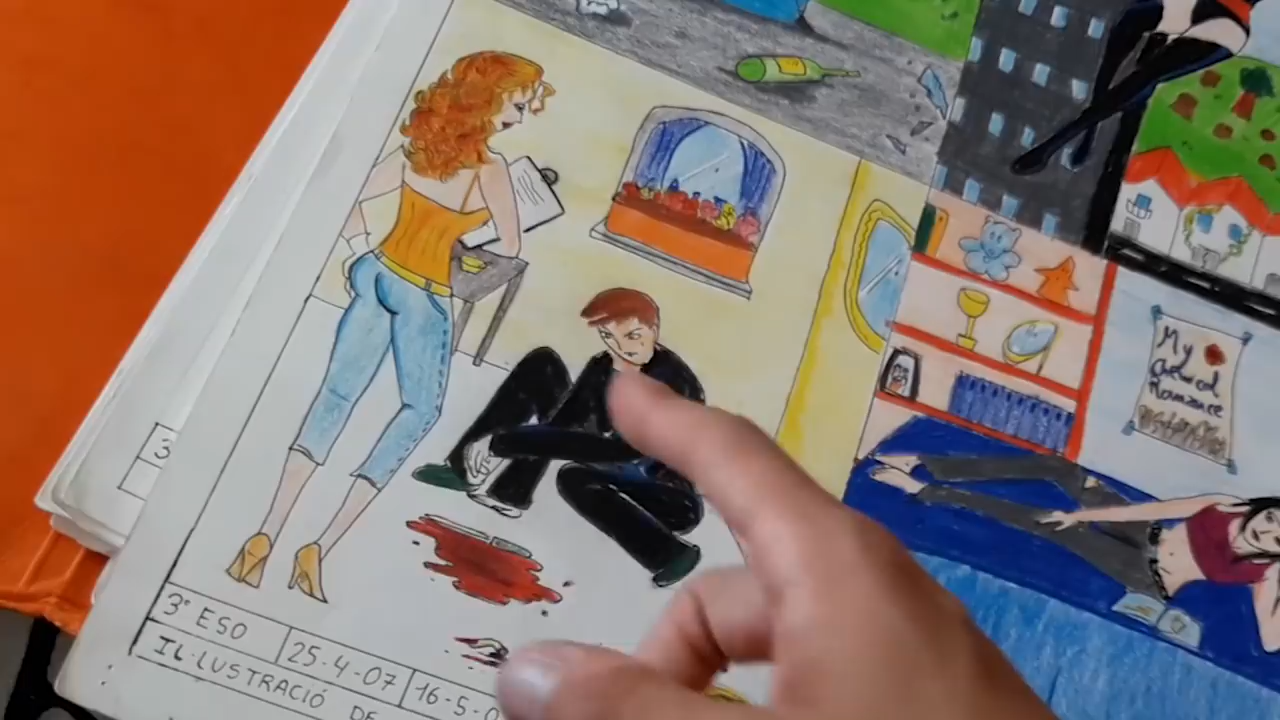 My
Chemical
Romance
3º ESO
25-4-07
16-5-0
IL·LUSTRACIÓ DE
3